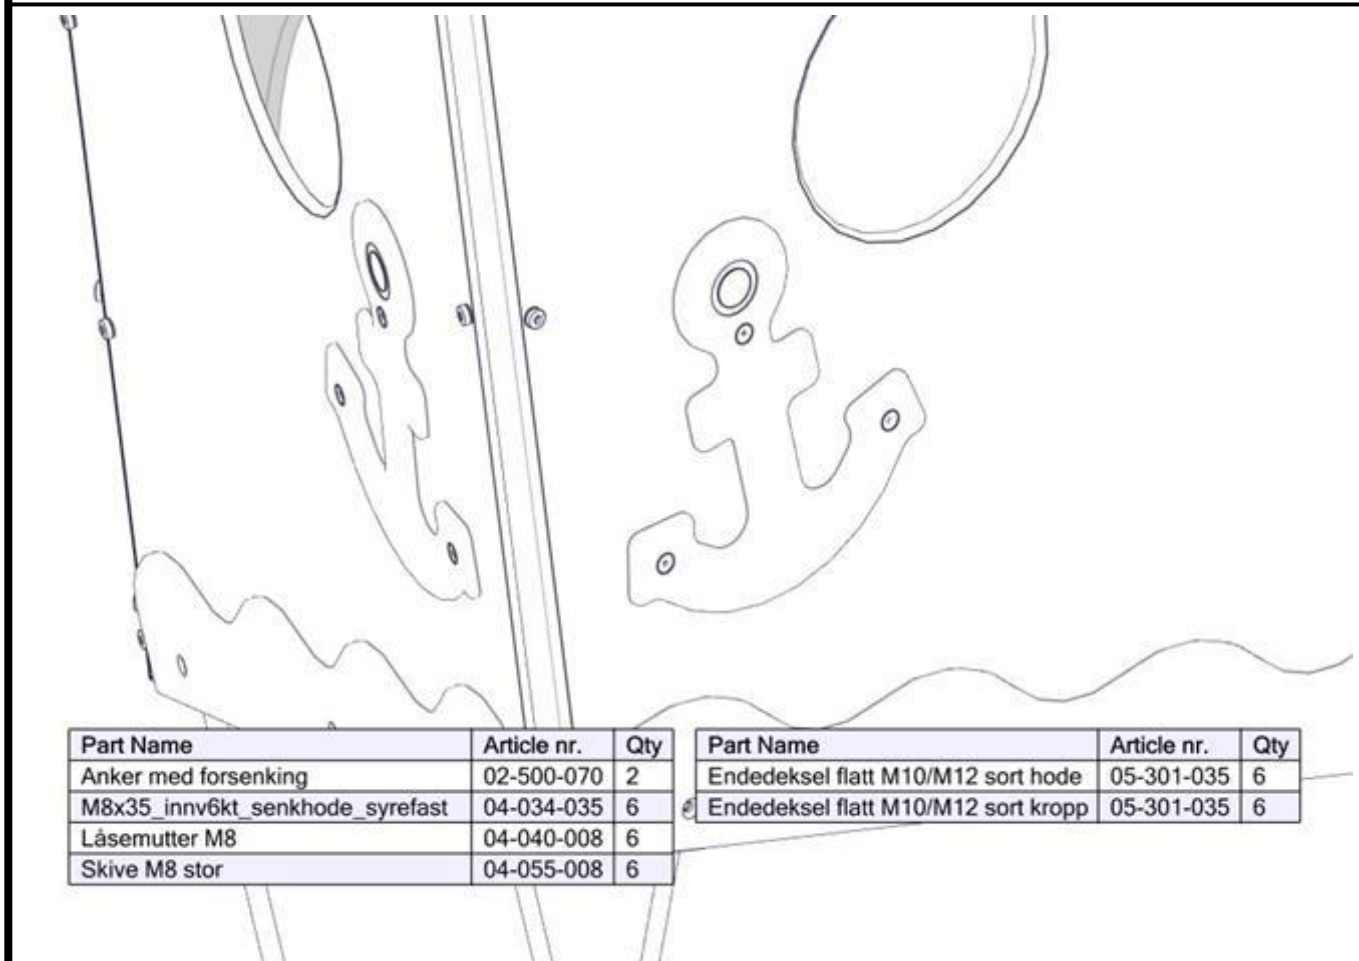 Part Name Article nr. Qty
Anker med forsenking 02-500-070 2
M8x35_innv6kt_senkhode_syrefast 04-034-035 6
Låsemutter M8 04-040-008 6
Skive M8 stor 04-055-008 6
Part Name Article nr. Qty
Endedeksel flatt M10/M12 sort hode 05-301-035 6
Endedeksel flatt M10/M12 sort kropp 05-301-035 6